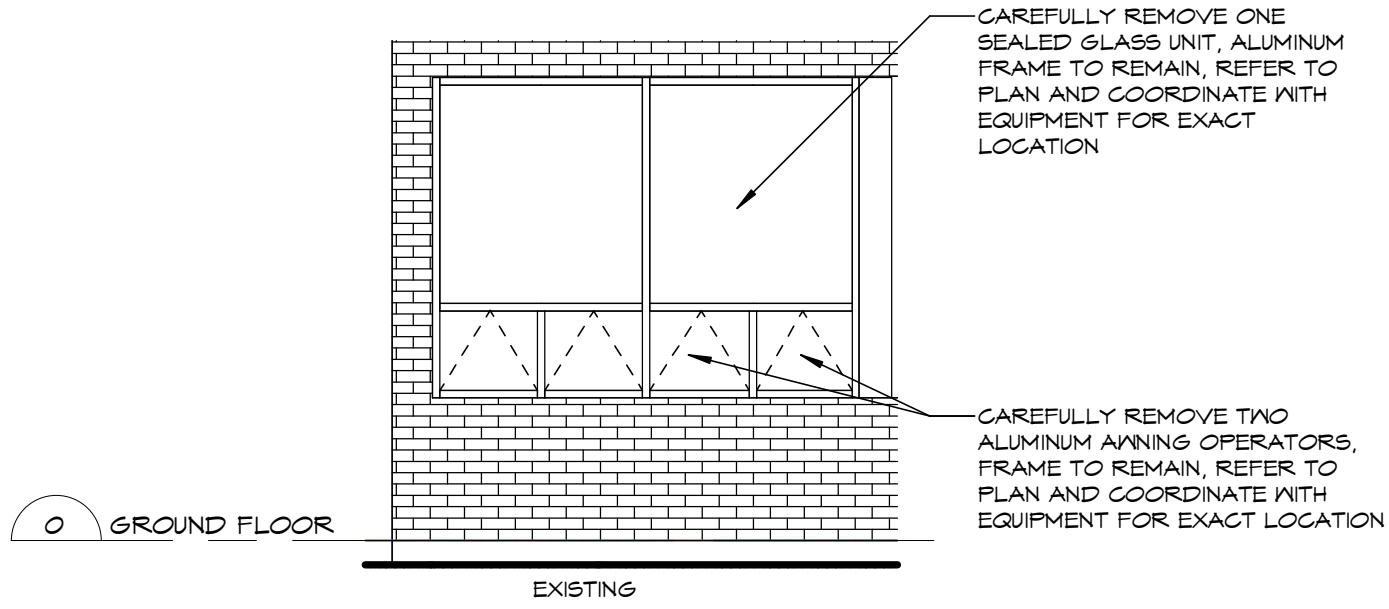 CAREFULLY REMOVE ONE
SEALED GLASS UNIT, ALUMINUM
FRAME TO REMAIN, REFER TO
PLAN AND COORDINATE WITH
EQUIPMENT FOR EXACT
LOCATION
CAREFULLY REMOVE TWO
ALUMINUM AWNING OPERATORS,
FRAME TO REMAIN, REFER TO
PLAN AND COORDINATE WITH
EQUIPMENT FOR EXACT LOCATION
0 GROUND FLOOR
EXISTING